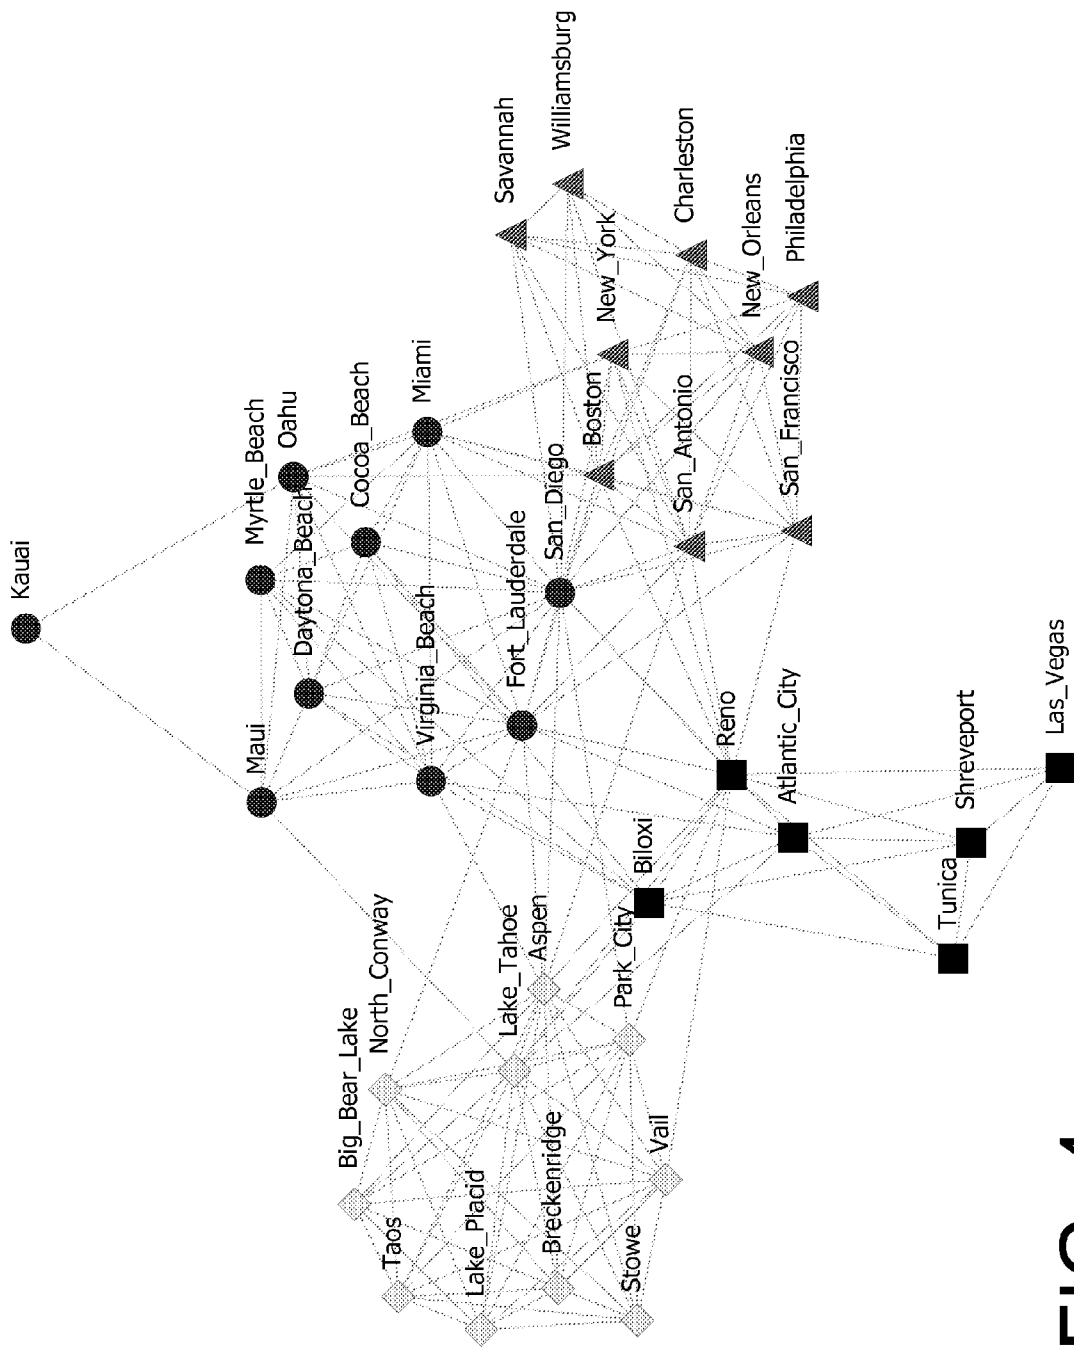 Kauai
Myrtle_Beach
Oahu
Daytona_Beach
Cocoa_Beach
Maui
Miami
Virginia_Beach
Fort_Lauderdale
San_Diego
Savannah
Williamsburg
New_York
Boston
Charleston
San_Antonio
New_Orleans
Philadelphia
San_Francisco
Reno
Atlantic_City
Biloxi
Shreveport
Tunica
Las_Vegas
North_Conway
Big_Bear_Lake
Lake_Tahoe
Aspen
Park_City
Taos
Lake_Placid
Breckenridge
Vail
Stowe